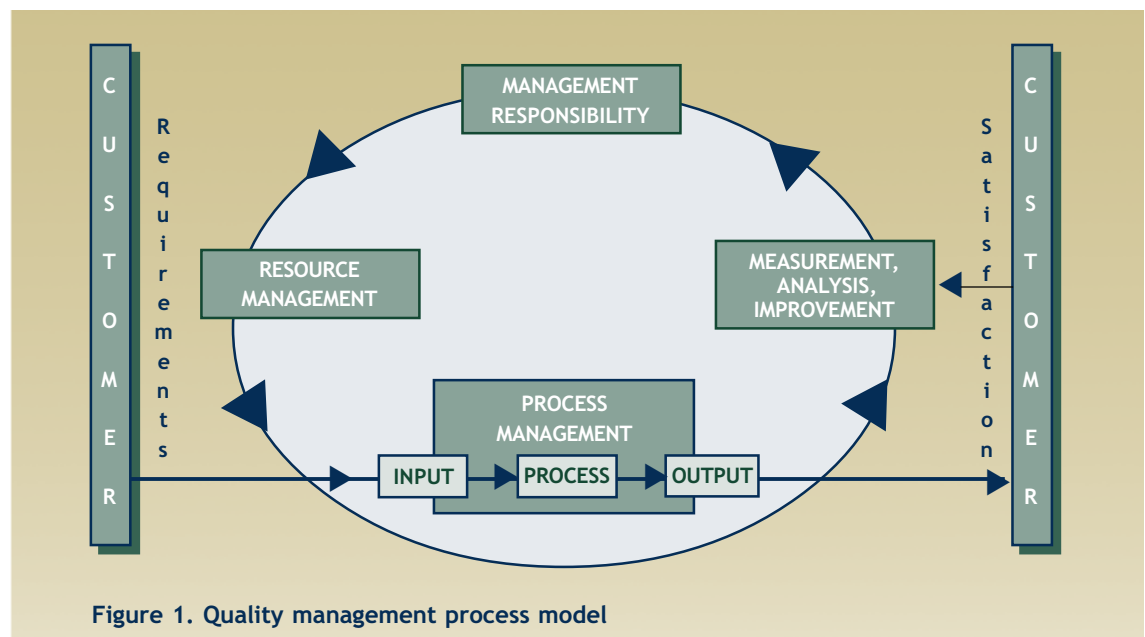 CUSTOMER
Requirements
MANAGEMENT
RESPONSIBILITY
RESOURCE
MANAGEMENT
MEASUREMENT,
ANALYSIS,
IMPROVEMENT
PROCESS
MANAGEMENT
INPUT
PROCESS
OUTPUT
Satisfaction
CUSTOMER
Figure 1. Quality management process model